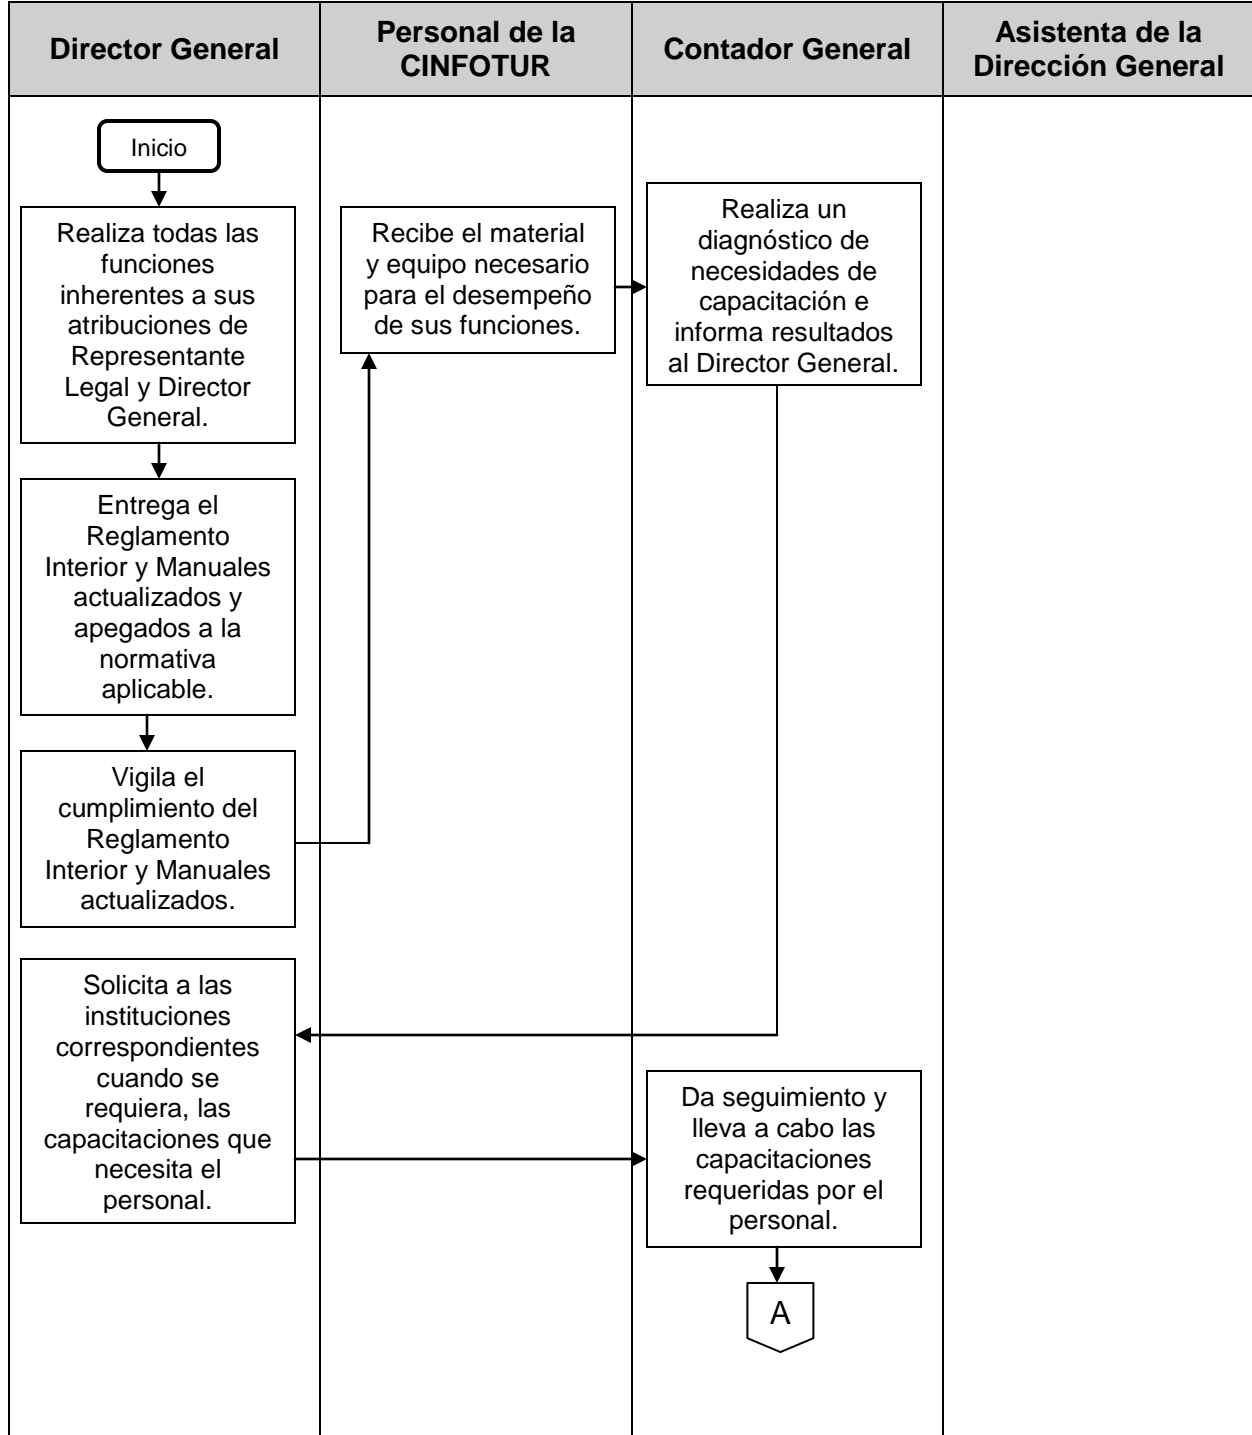 Director General
Personal de la
CINFOTUR
Contador General
Asistenta de la
Dirección General
Inicio
Realiza todas las
funciones
inherentes a sus
atribuciones de
Representante
Legal y Director
General.
Entrega el
Reglamento
Interior y Manuales
actualizados y
apegados a la
normativa
aplicable.
Vigila el
cumplimiento del
Reglamento
Interior y Manuales
actualizados.
Recibe el material
y equipo necesario
para el desempeño
de sus funciones.
Realiza un
diagnóstico de
necesidades de
capacitación e
informa resultados
al Director General.
Solicita a las
instituciones
correspondientes
cuando se
requiera, las
capacitaciones que
necesita el
personal.
Da seguimiento y
lleva a cabo las
capacitaciones
requeridas por el
personal.
A